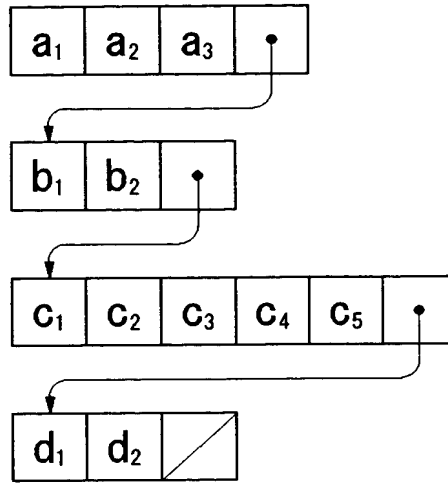 a₁ a₂ a₃
b₁ b₂
c₁ c₂ c₃ c₄ c₅
d₁ d₂